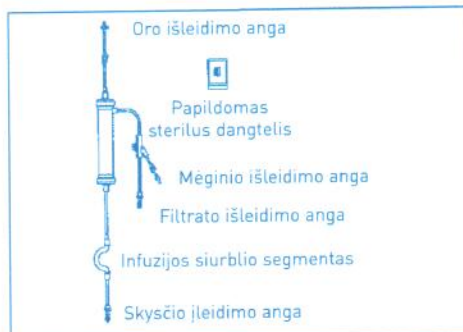 Oro išleidimo anga
Papildomas
sterilus dangtelis
Mėginio išleidimo anga
Filtrato išleidimo anga
Infuzijos siurblio segmentas
Skysčio įleidimo anga